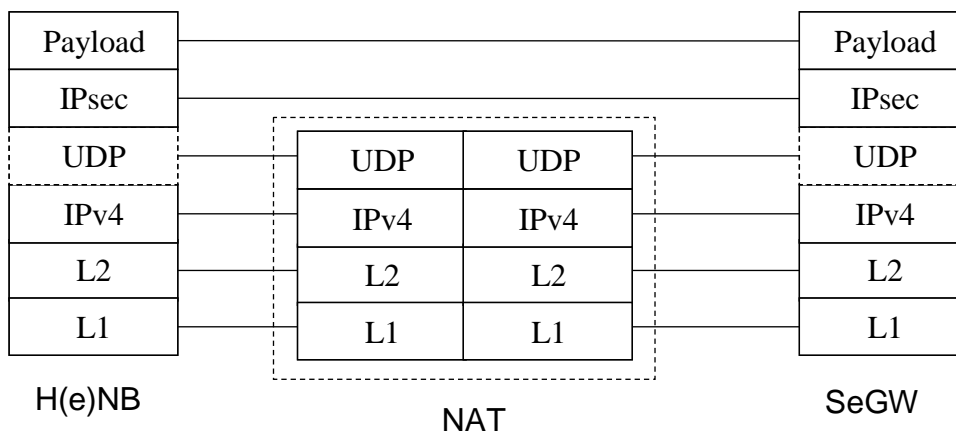 Payload
IPsec
UDP
IPv4
L2
L1
H(e)NB
UDP UDP
IPv4 IPv4
L2 L2
L1 L1
NAT
Payload
IPsec
UDP
IPv4
L2
L1
SeGW